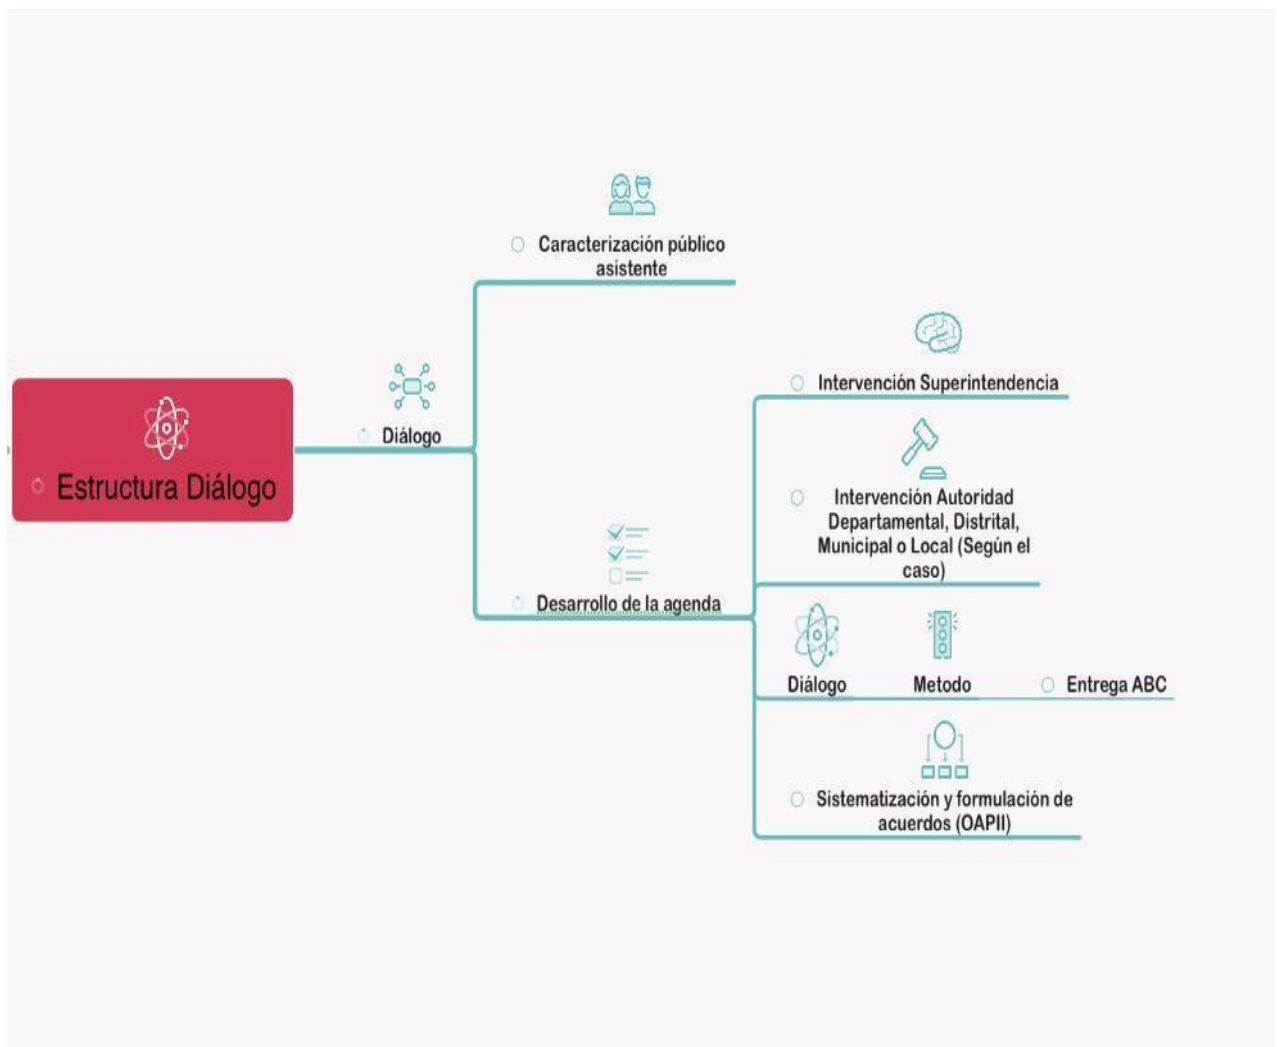 Caracterización público
asistente
Intervención Superintendencia
Diálogo
Estructura Diálogo
Intervención Autoridad
Departamental, Distrital,
Municipal o Local (Según el
caso)
Desarrollo de la agenda
Diálogo
Metodo
Entrega ABC
Sistematización y formulación de
acuerdos (OAPII)